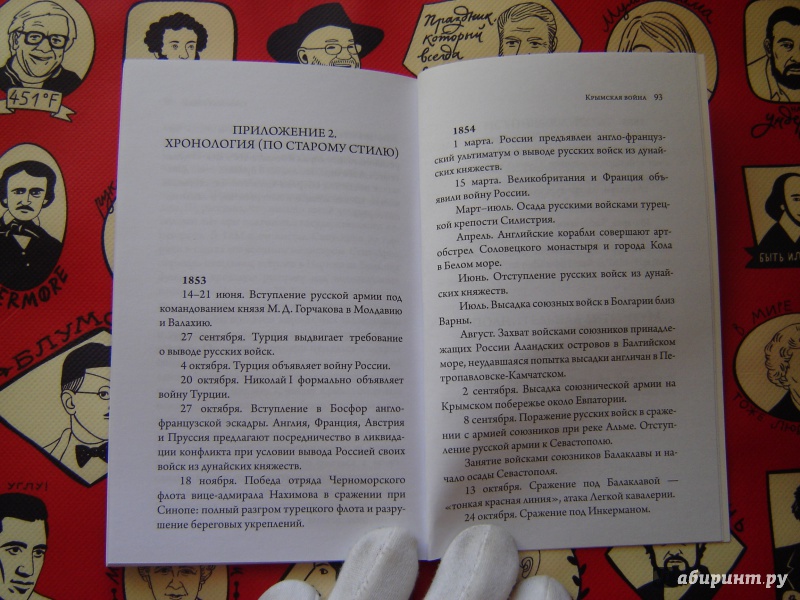 Праздник
который
всегда
451°F
ПРИЛОЖЕНИЕ 2.
ХРОНОЛОГИЯ (ПО СТАРОМУ СТИЛЮ)
1853
14–21 июня. Вступление русской армии под
командованием князя М. Д. Горчакова в Молдавию
и Валахию.
27 сентября. Турция выдвигает требование
о выводе русских войск.
4 октября. Турция объявляет войну России.
20 октября. Николай I формально объявляет
войну Турции.
27 октября. Вступление в Босфор англо-
французской эскадры. Англия, Франция, Австрия
и Пруссия предлагают посредничество в ликвида-
ции конфликта при условии вывода Россией своих
войск из дунайских княжеств.
18 ноября. Победа отряда Черноморского
флота вице-адмирала Нахимова в сражении при
Синопе: полный разгром турецкого флота и разру-
шение береговых укреплений.
Крымская война 93
1854
1 марта. России предъявлен англо-француз-
ский ультиматум о выводе русских войск из дунай-
ских княжеств.
15 марта. Великобритания и Франция объ-
явили войну России.
Март–июль. Осада русскими войсками турец-
кой крепости Силистрия.
Апрель. Английские корабли совершают арт-
обстрел Соловецкого монастыря и города Кола
в Белом море.
Июнь. Отступление русских войск из дунай-
ских княжеств.
Июль. Высадка союзных войск в Болгарии близ
Варны.
Август. Захват войсками союзников принадле-
жащих России Аландских островов в Балтийском
море, неудавшаяся попытка высадки англичан в Пе-
тропавловске-Камчатском.
2 сентября. Высадка союзнической армии на
Крымском побережье около Евпатории.
8 сентября. Поражение русских войск в сраже-
нии с армией союзников при реке Альме. Отступ-
ление русской армии к Севастополю.
Занятие войсками союзников Балаклавы и на-
чало осады Севастополя.
13 октября. Сражение под Балаклавой —
«тонкая красная линия», атака Легкой кавалерии.
24 октября. Сражение под Инкерманом.
ERMORE
БЛУМ
БЫТЬ ИЛ
В МИРЕ
УГЛУ!
абиринт.ру